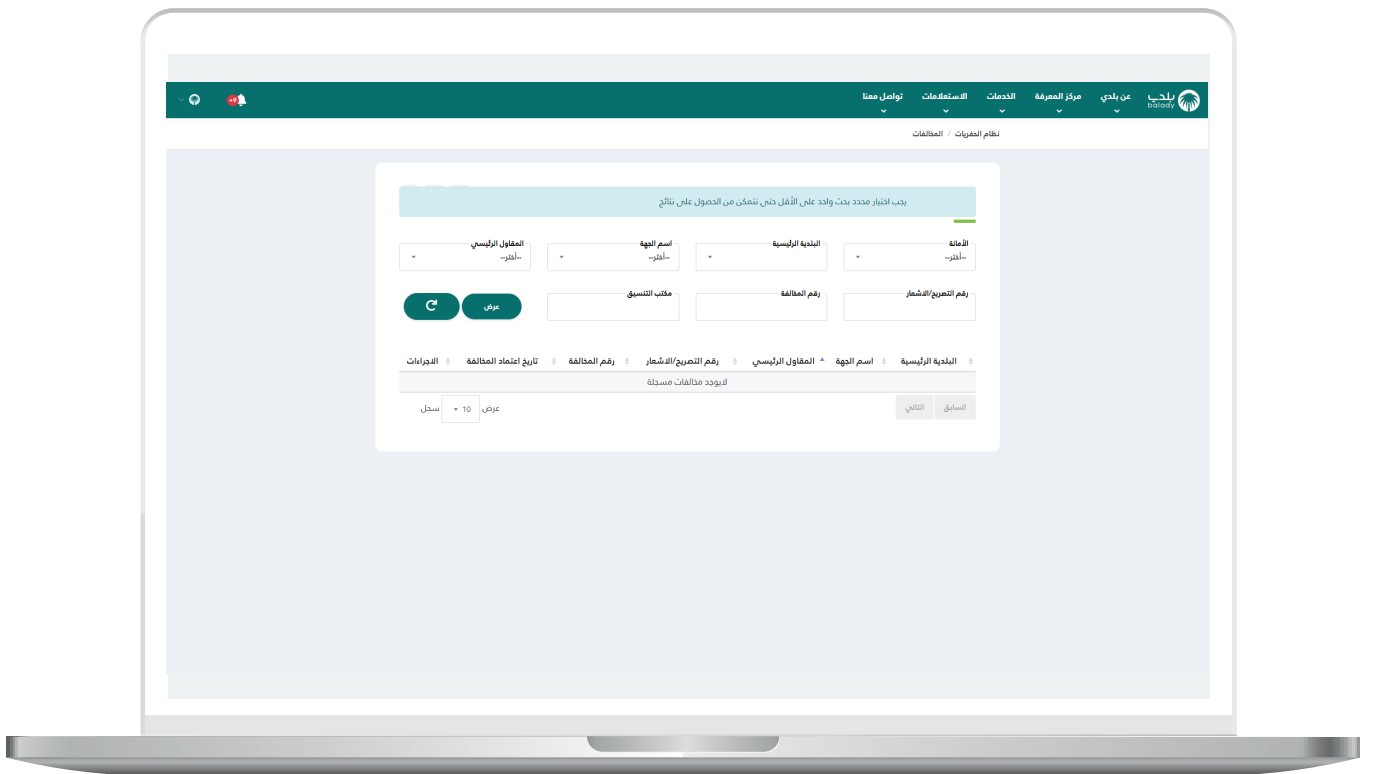 بلدي
balady
عن بلدي مركز المعرفة الخدمات الاستعلامات تواصل معنا
+9
نظام الحفريات / المخالفات
يجب اختيار محدد بحث واحد على الأقل حتى تتمكن من الحصول على نتائج
الأمانة البلدية الرئيسية اسم الجهة المقاول الرئيسي
--أختر-- --أختر-- --أختر--
رقم التصريح/الاشعار رقم المخالفة مكتب التنسيق
عرض
البلدية الرئيسية اسم الجهة المقاول الرئيسي رقم التصريح/الاشعار رقم المخالفة تاريخ اعتماد المخالفة الاجراءات
لايوجد مخالفات مسجلة
السابق التالي عرض 10 سجل